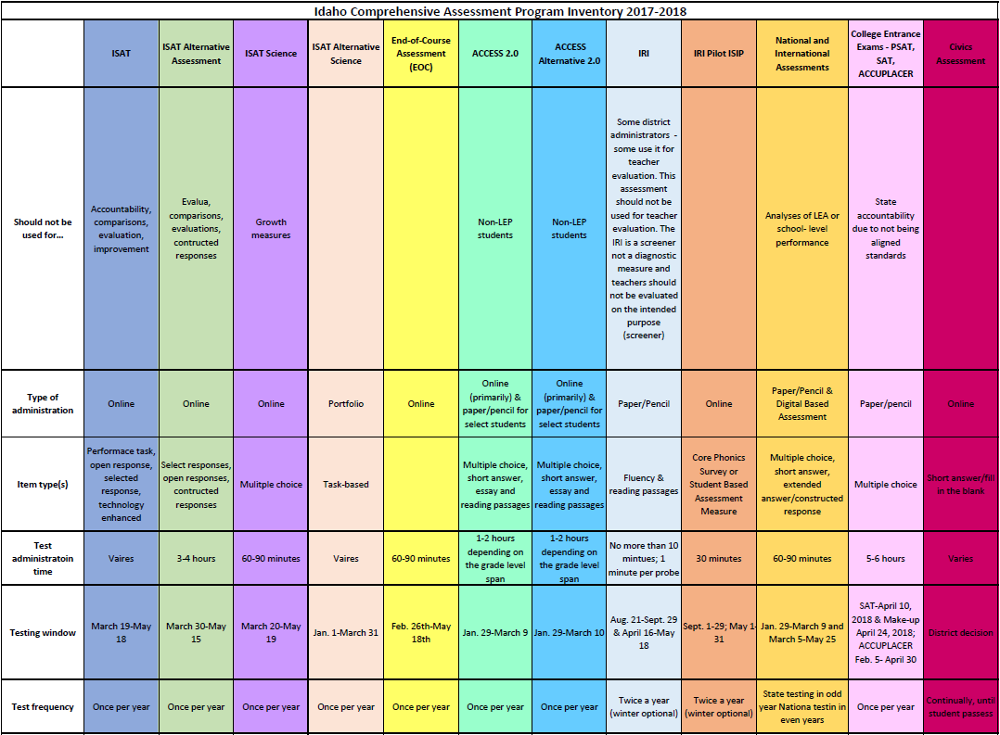 Idaho Comprehensive Assessment Program Inventory 2017-2018
ISAT
ISAT Alternative
Assessment
ISAT Science
ISAT Alternative
Science
End-of-Course
Assessment
(EOC)
ACCESS 2.0
ACCESS
Alternative 2.0
IRI
IRI Pilot ISIP
National and
International
Assessments
College Entrance
Exams - PSAT,
SAT,
ACCUPLACER
Civics
Assessment
Should not be
used for...
Accountability,
comparisons,
evaluation,
improvement
Evalua,
comparisons,
evaluations,
contructed
responses
Growth
measures
Non-LEP
students
Non-LEP
students
Some district
administrators -
some use it for
teacher
evaluation. This
assessment
should not be
used for teacher
evaluation. The
IRI is a screener
not a diagnostic
measure and
teachers should
not be evaluated
on the intended
purpose
(screener)
Analyses of LEA or
school- level
performance
State
accountability
due to not being
aligned
standards
Type of
administration
Online
Online
Online
Portfolio
Online
Online
(primarily) &
paper/pencil for
select students
Online
(primarily) &
paper/pencil for
select students
Paper/Pencil
Online
Paper/Pencil &
Digital Based
Assessment
Paper/pencil
Online
Item type(s)
Performace task,
open response,
selected
response,
technology
enhanced
Select responses,
open responses,
contructed
responses
Mulitple choice
Task-based
Multiple choice,
short answer,
essay and
reading passages
Multiple choice,
short answer,
essay and
reading passages
Fluency &
reading passages
Core Phonics
Survey or
Student Based
Assessment
Measure
Multiple choice,
short answer,
extended
answer/constructed
response
Multiple choice
Short answer/fill
in the blank
Test
administratoin
time
Vaires
3-4 hours
60-90 minutes
Vaires
60-90 minutes
1-2 hours
depending on
the grade level
span
1-2 hours
depending on
the grade level
span
No more than 10
mintues; 1
minute per probe
30 minutes
60-90 minutes
5-6 hours
Varies
Testing window
March 19-May
18
March 30-May
15
March 20-May
19
Jan. 1-March 31
Feb. 26th-May
18th
Jan. 29-March 9
Jan. 29-March 10
Aug. 21-Sept. 29
& April 16-May
18
Sept. 1-29; May 1-
31
Jan. 29-March 9 and
March 5-May 25
SAT-April 10,
2018 & Make-up
April 24, 2018;
ACCUPLACER
Feb. 5- April 30
District decision
Test frequency
Once per year
Once per year
Once per year
Once per year
Once per year
Once per year
Once per year
Twice a year
(winter optional)
Twice a year
(winter optional)
State testing in odd
year Nationa testin in
even years
Once per year
Continually, until
student passess